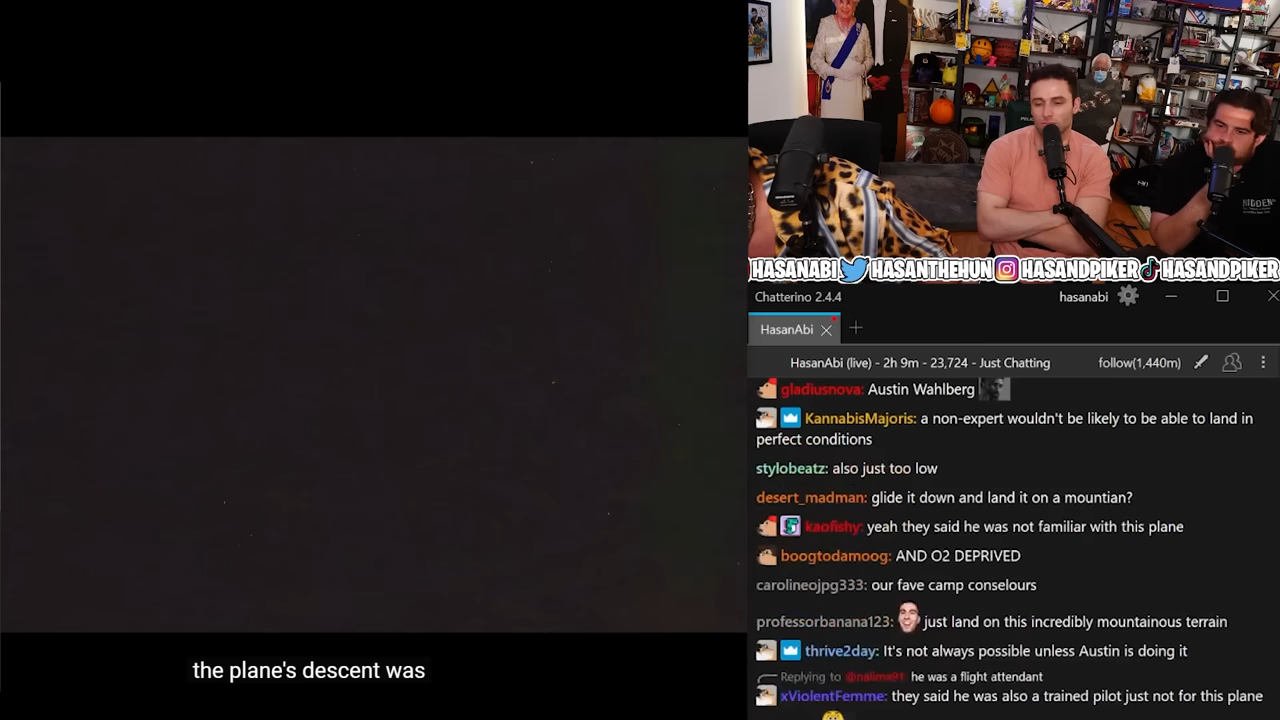 HIDDEN
HASANABI HASANTHEHUN HASANDPIKER HASANDPIKER
Chatterino 2.4.4
hasanabi
HasanAbi
HasanAbi (live) - 2h 9m - 23,724 - Just Chatting
follow(1,440m)
gladiusnova: Austin Wahlberg
KannabisMajoris: a non-expert wouldn't be likely to be able to land in
perfect conditions
stylobeatz: also just too low
desert_madman: glide it down and land it on a mountian?
kaofishy: yeah they said he was not familiar with this plane
boogtodamoog: AND O2 DEPRIVED
carolineojpg333: our fave camp conselours
professorbanana123: just land on this incredibly mountainous terrain
thrive2day: It's not always possible unless Austin is doing it
Replying to @nalima91 he was a flight attendant
xViolentFemme: they said he was also a trained pilot just not for this plane
the plane's descent was